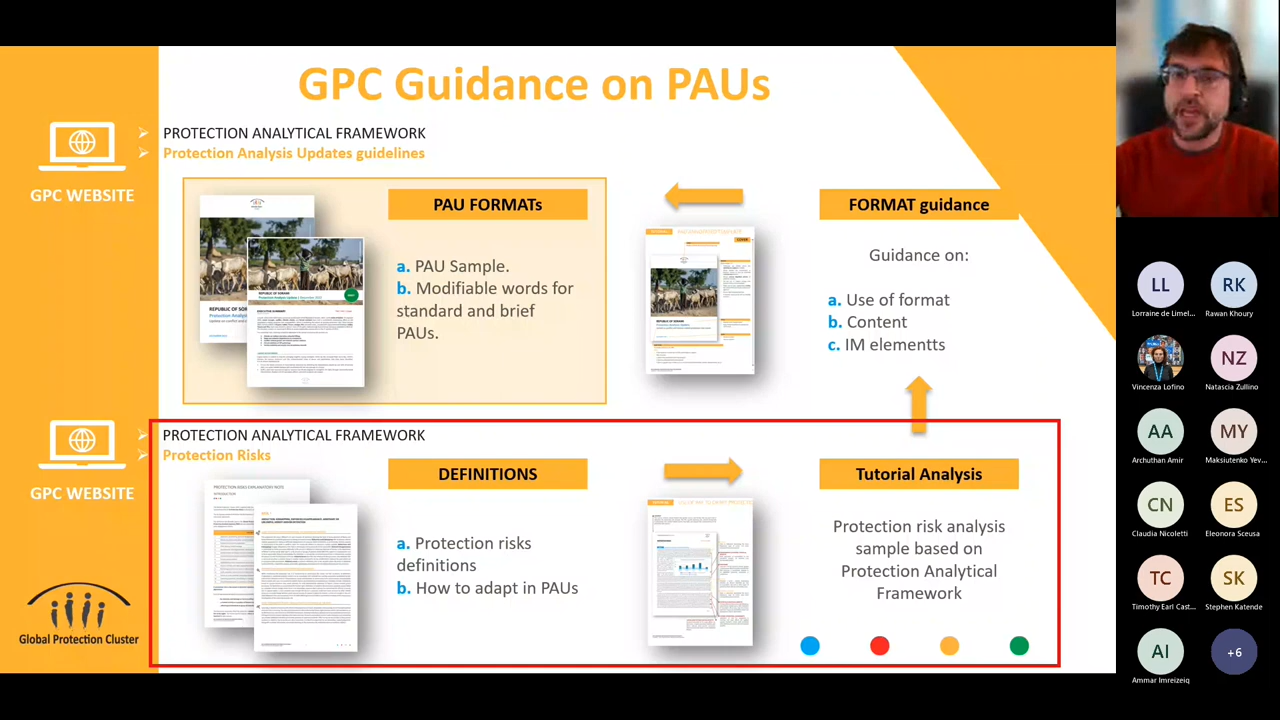 GPC Guidance on PAUs
PROTECTION ANALYTICAL FRAMEWORK
Protection Analysis Updates guidelines
GPC WEBSITE
PAU FORMATs
a. PAU Sample.
b. Modifiable words for
standard and brief
PAUs.
FORMAT guidance
Guidance on:
a. Use of format
b. Content
c. IM elementts
PROTECTION ANALYTICAL FRAMEWORK
Protection Risks
GPC WEBSITE
DEFINITIONS
a. Protection risks
definitions
b. How to adapt in PAUs
Tutorial Analysis
Protection risk analysis
sample based on
Protection Analytical
Framework
Global Protection Cluster
LL
Lorraine de Limel...
RK
Rawan Khoury
Vincenza Lofino
NZ
Natascia Zullino
AA
Archuthan Amir
MY
Maksiutenko Yev...
CN
Claudia Nicoletti
ES
Eleonora Sceusa
TC
Timothy Earl Cast...
SK
Stephen Katende
AI
Ammar Imreizeiq
+6